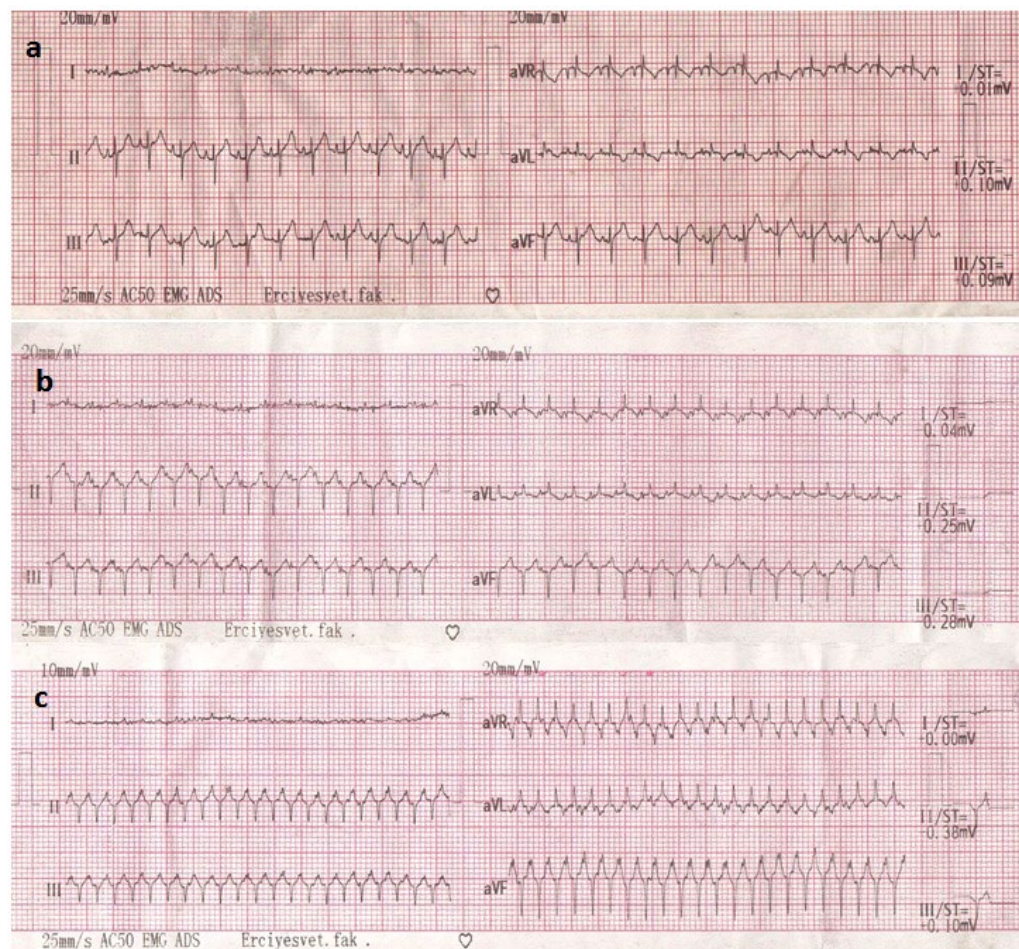 a
20mm/mV 20mm/mV
I aVR I/ST=
+0.01mV
II aVL II/ST=
+0.10mV
III aVF III/ST=
+0.09mV
25mm/s AC50 EMG ADS Erciyesvet.fak .
b
20mm/mV 20mm/mV
I aVR I/ST=
0.04mV
II aVL II/ST=
0.25mV
III aVF III/ST=
0.28mV
25mm/s AC50 EMG ADS Erciyesvet.fak .
c
10mm/mV 20mm/mV
I aVR I/ST=
+0.00mV
II aVL II/ST=
0.38mV
III aVF III/ST=
+0.10mV
25mm/s AC50 EMG ADS Erciyesvet.fak .